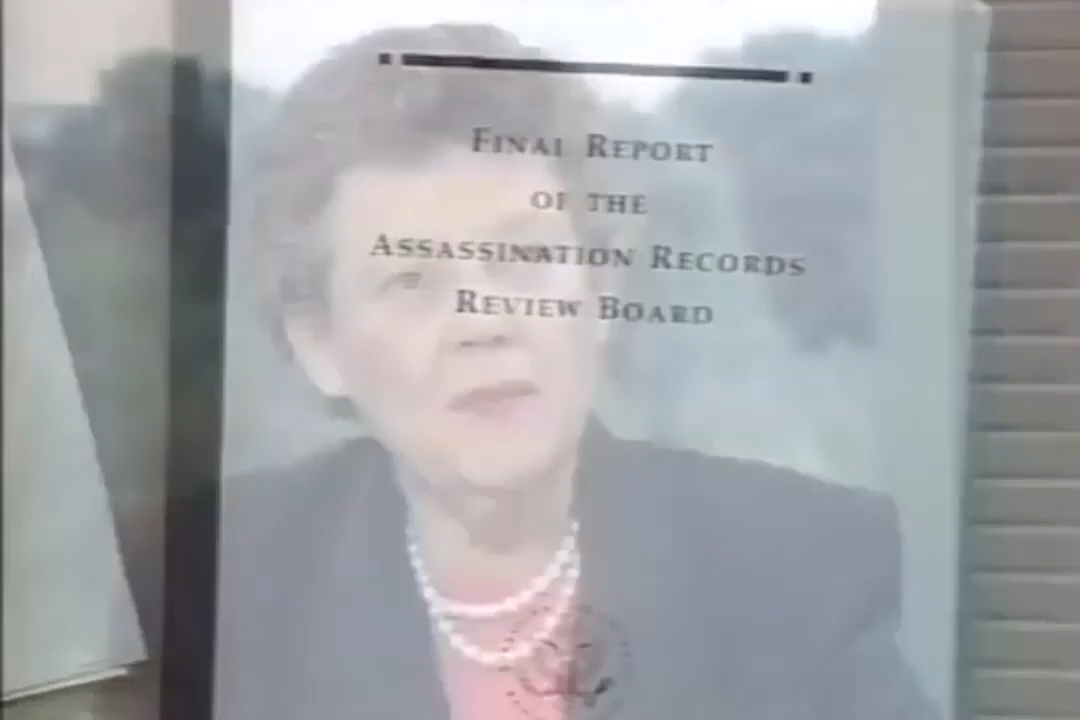 FINAL REPORT
OF THE
ASSASSINATION RECORDS
REVIEW BOARD